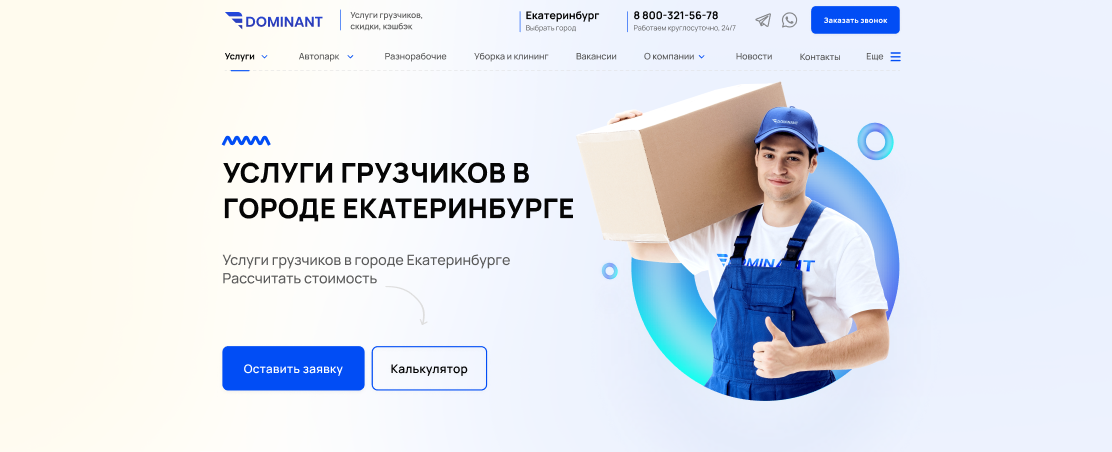 DOMINANT
Услуги грузчиков,
скидки, кэшбэк
Екатеринбург
Выбрать город
8 800-321-56-78
Работаем круглосуточно, 24/7
Заказать звонок
Услуги
Автопарк
Разнорабочие
Уборка и клининг
Вакансии
О компании
Новости
Контакты
Еще
DOMINANT
УСЛУГИ ГРУЗЧИКОВ В
ГОРОДЕ ЕКАТЕРИНБУРГЕ
DOMINANT
Услуги грузчиков в городе Екатеринбурге
Рассчитать стоимость
Оставить заявку
Калькулятор